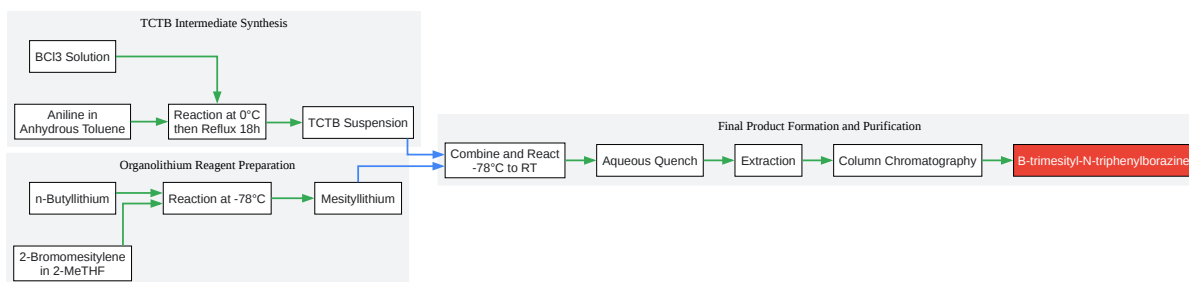 TCTB Intermediate Synthesis
BCl3 Solution
Aniline in
Anhydrous Toluene
Reaction at 0°C
then Reflux 18h
TCTB Suspension
Organolithium Reagent Preparation
n-Butyllithium
Reaction at -78°C
Mesityllithium
2-Bromomesitylene
in 2-MeTHF
Final Product Formation and Purification
Combine and React
-78°C to RT
Aqueous Quench
Extraction
Column Chromatography
B-trimesityl-N-triphenylborazine